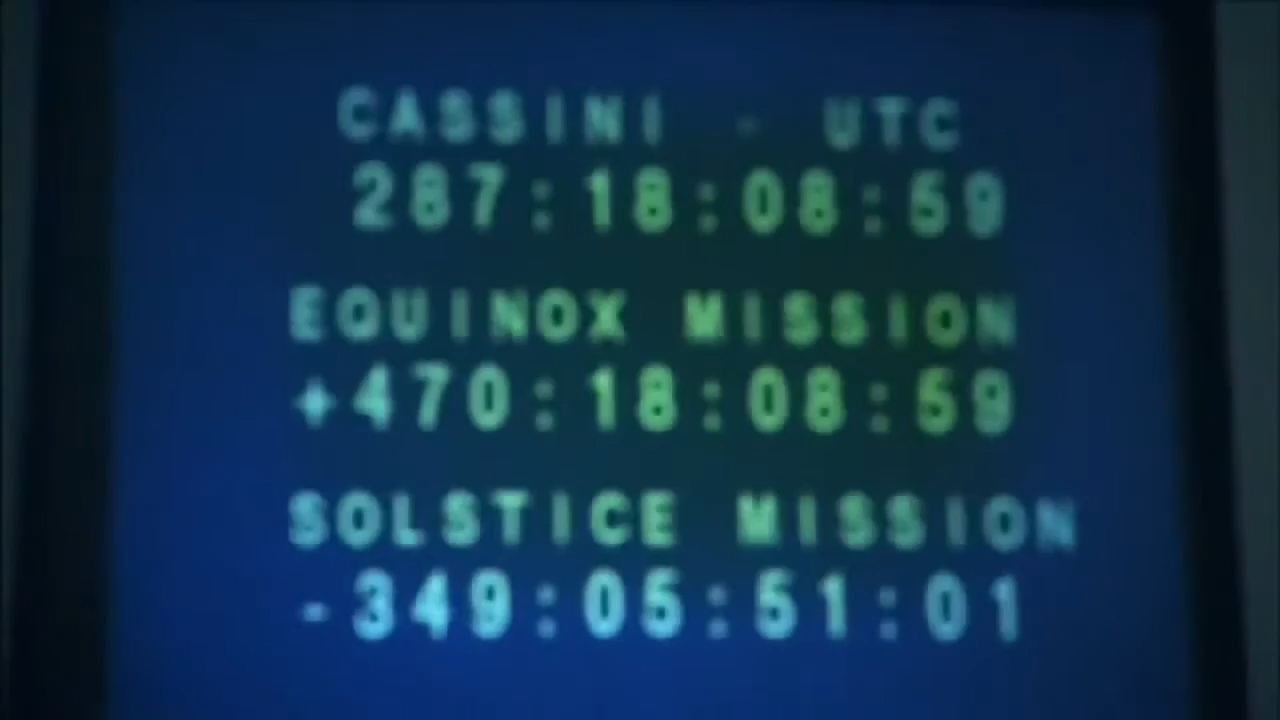 CASSINI - UTC
287:18:08:59
EQUINOX MISSION
+470:18:08:59
SOLSTICE MISSION
-349:05:51:01